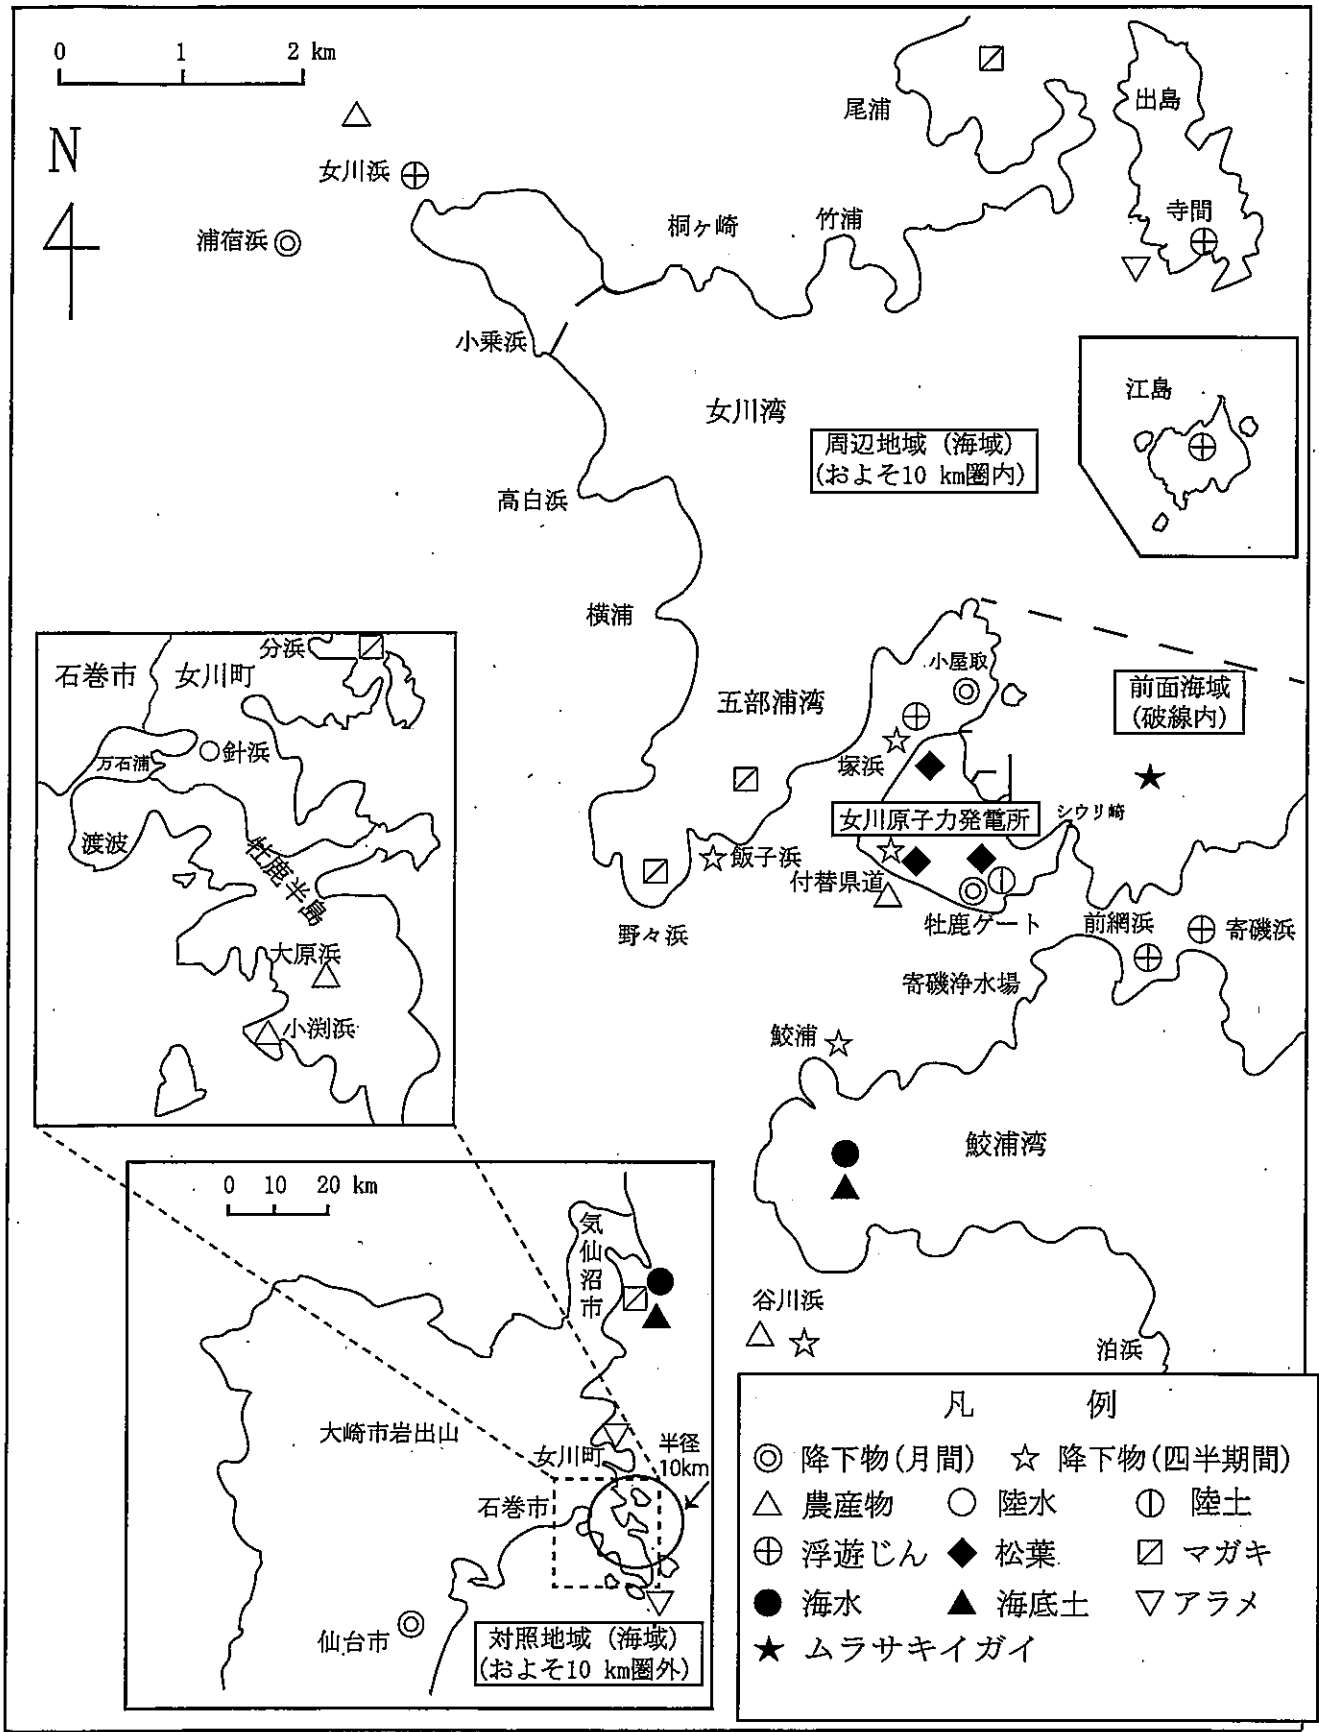 0 1 2 km
N
尾浦
出島
女川浜
寺間
浦宿浜
桐ヶ崎
竹浦
小乗浜
江島
女川湾
周辺地域(海域)
(およそ10 km圏内)
高白浜
横浦
小屋取
前面海域
(破線内)
五部浦湾
塚浜
女川原子力発電所
シウリ崎
飯子浜
付替県道
野々浜
牡鹿ゲート
前網浜
寄磯浜
寄磯浄水場
鮫浦
鮫浦湾
谷川浜
泊浜
分浜
石巻市
女川町
針浜
万石浦
渡波
牡鹿半島
大原浜
小渕浜
0 10 20 km
気仙沼市
大崎市岩出山
女川町
半径
10km
石巻市
仙台市
対照地域(海域)
(およそ10 km圏外)
凡 例
◎ 降下物(月間) ☆ 降下物(四半期間)
△ 農産物 ○ 陸水 ⦶ 陸土
⊕ 浮遊じん ◆ 松葉 ⧄ マガキ
● 海水 ▲ 海底土 ▽ アラメ
★ ムラサキイガイ